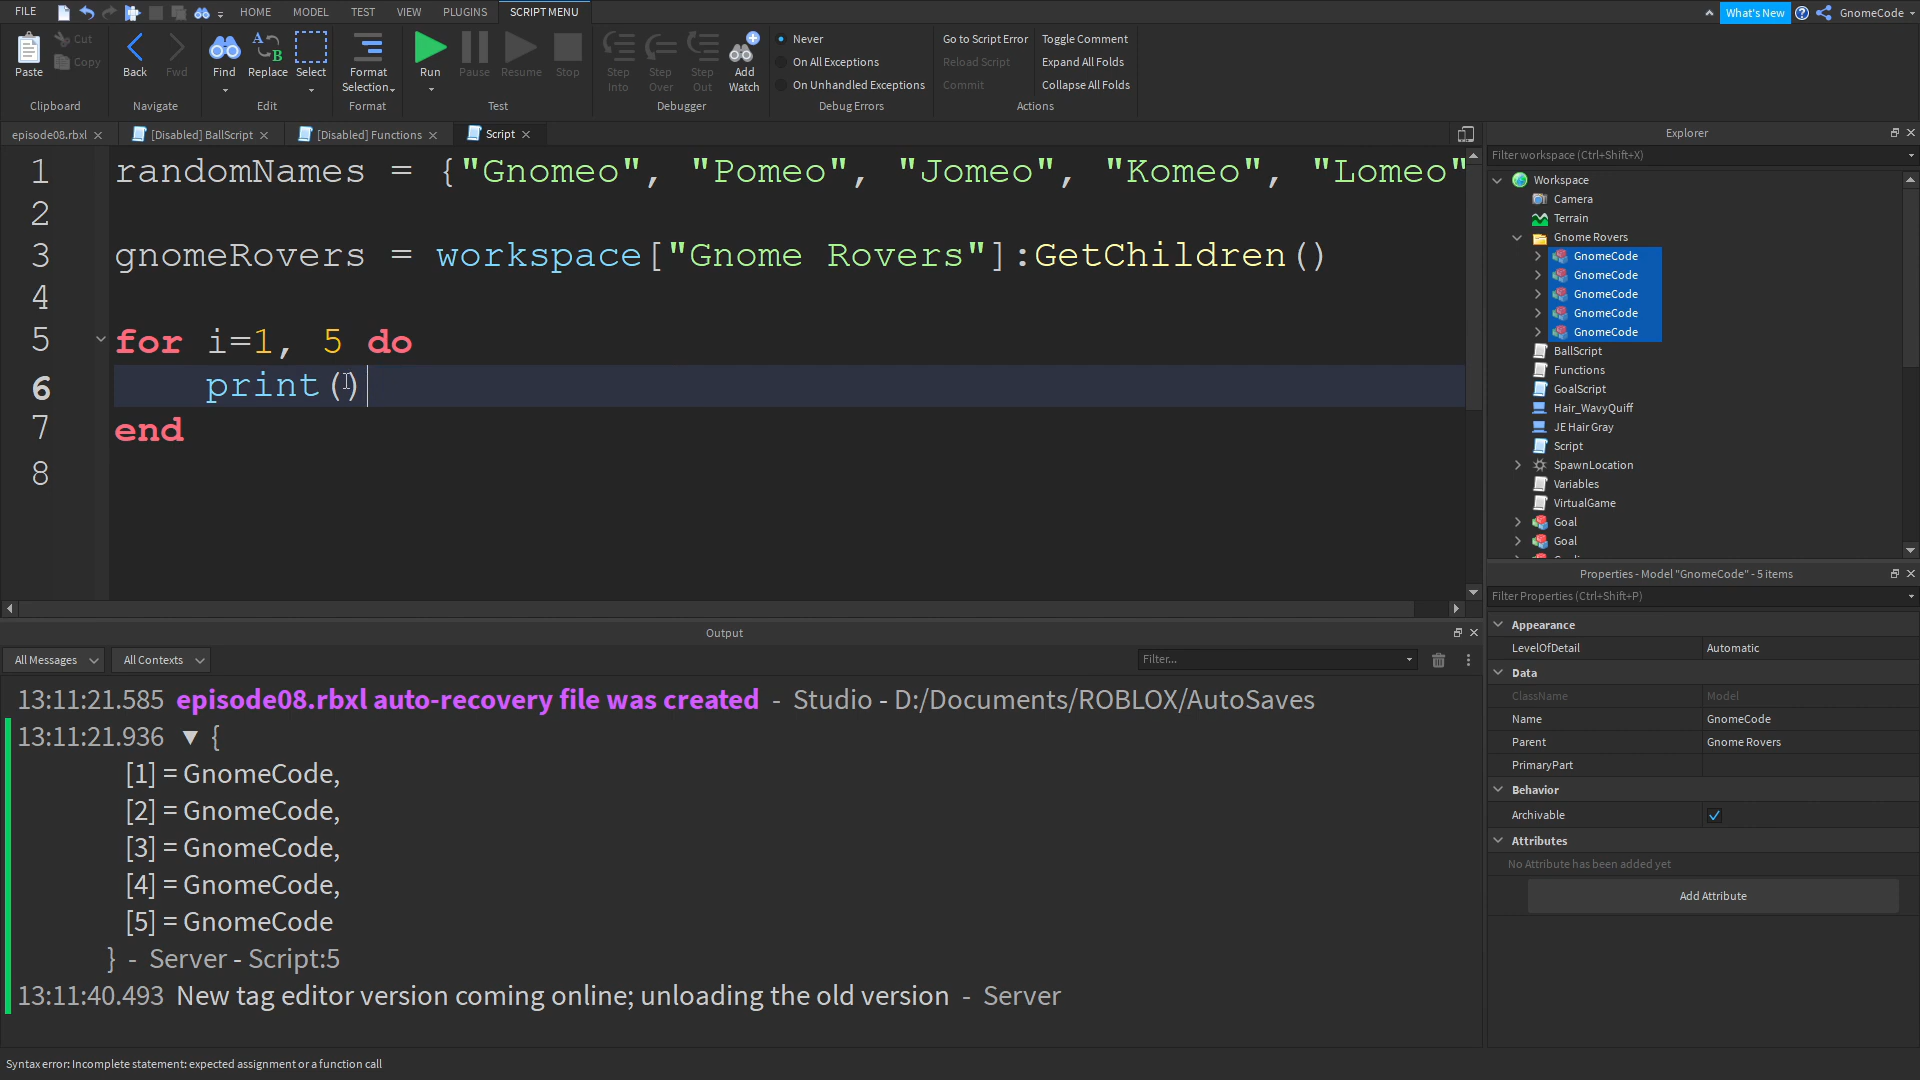 FILE HOME MODEL TEST VIEW PLUGINS SCRIPT MENU What's New GnomeCode
Paste Cut Copy Clipboard
Back Fwd Navigate
Find Replace Select Edit
Format Selection Format
Run Pause Resume Stop Test
Step Into Step Over Step Out Add Watch Debugger
Never
On All Exceptions
On Unhandled Exceptions
Debug Errors
Go to Script Error Toggle Comment
Reload Script Expand All Folds
Commit Collapse All Folds
Actions
episode08.rbxl [Disabled] BallScript [Disabled] Functions Script
1 randomNames = {"Gnomeo", "Pomeo", "Jomeo", "Komeo", "Lomeo"
2
3 gnomeRovers = workspace["Gnome Rovers"]:GetChildren()
4
5 for i=1, 5 do
6 print()
7 end
8
Output
All Messages All Contexts Filter...
13:11:21.585 episode08.rbxl auto-recovery file was created - Studio - D:/Documents/ROBLOX/AutoSaves
13:11:21.936 ▼ {
[1] = GnomeCode,
[2] = GnomeCode,
[3] = GnomeCode,
[4] = GnomeCode,
[5] = GnomeCode
} - Server - Script:5
13:11:40.493 New tag editor version coming online; unloading the old version - Server
Syntax error: Incomplete statement: expected assignment or a function call
Explorer
Filter workspace (Ctrl+Shift+X)
Workspace
Camera
Terrain
Gnome Rovers
GnomeCode
GnomeCode
GnomeCode
GnomeCode
GnomeCode
BallScript
Functions
GoalScript
Hair_WavyQuiff
JE Hair Gray
Script
SpawnLocation
Variables
VirtualGame
Goal
Goal
Properties - Model "GnomeCode" - 5 items
Filter Properties (Ctrl+Shift+P)
Appearance
LevelOfDetail Automatic
Data
ClassName Model
Name GnomeCode
Parent Gnome Rovers
PrimaryPart
Behavior
Archivable
Attributes
No Attribute has been added yet
Add Attribute